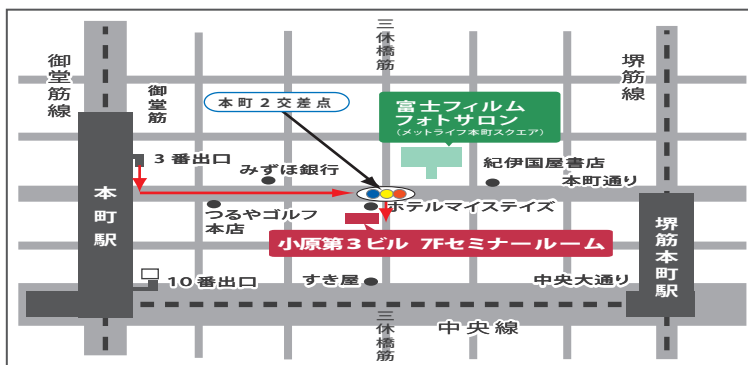 三休橋筋
御堂筋線
御堂筋
堺筋線
本町2交差点
富士フィルム
フォトサロン
（メットライフ本町スクエア）
3番出口
みずほ銀行
紀伊国屋書店
本町通り
本町駅
つるやゴルフ
本店
ホテルマイステイズ
小原第3ビル 7Fセミナールーム
堺筋本町駅
10番出口
すき屋
中央大通り
三休橋筋
中央線